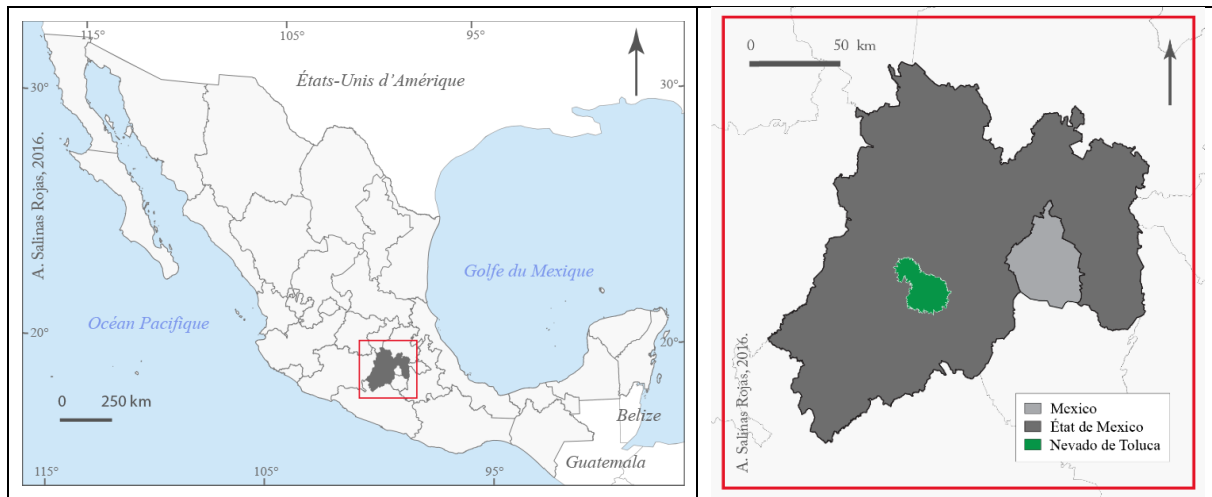 115°
105°
95°
États-Unis d'Amérique
30°
30°
A. Salinas Rojas, 2016.
Golfe du Mexique
Océan Pacifique
20°
20°
0 250 km
Belize
Guatemala
115°
105°
95°
0 50 km
A. Salinas Rojas, 2016.
Mexico
État de Mexico
Nevado de Toluca